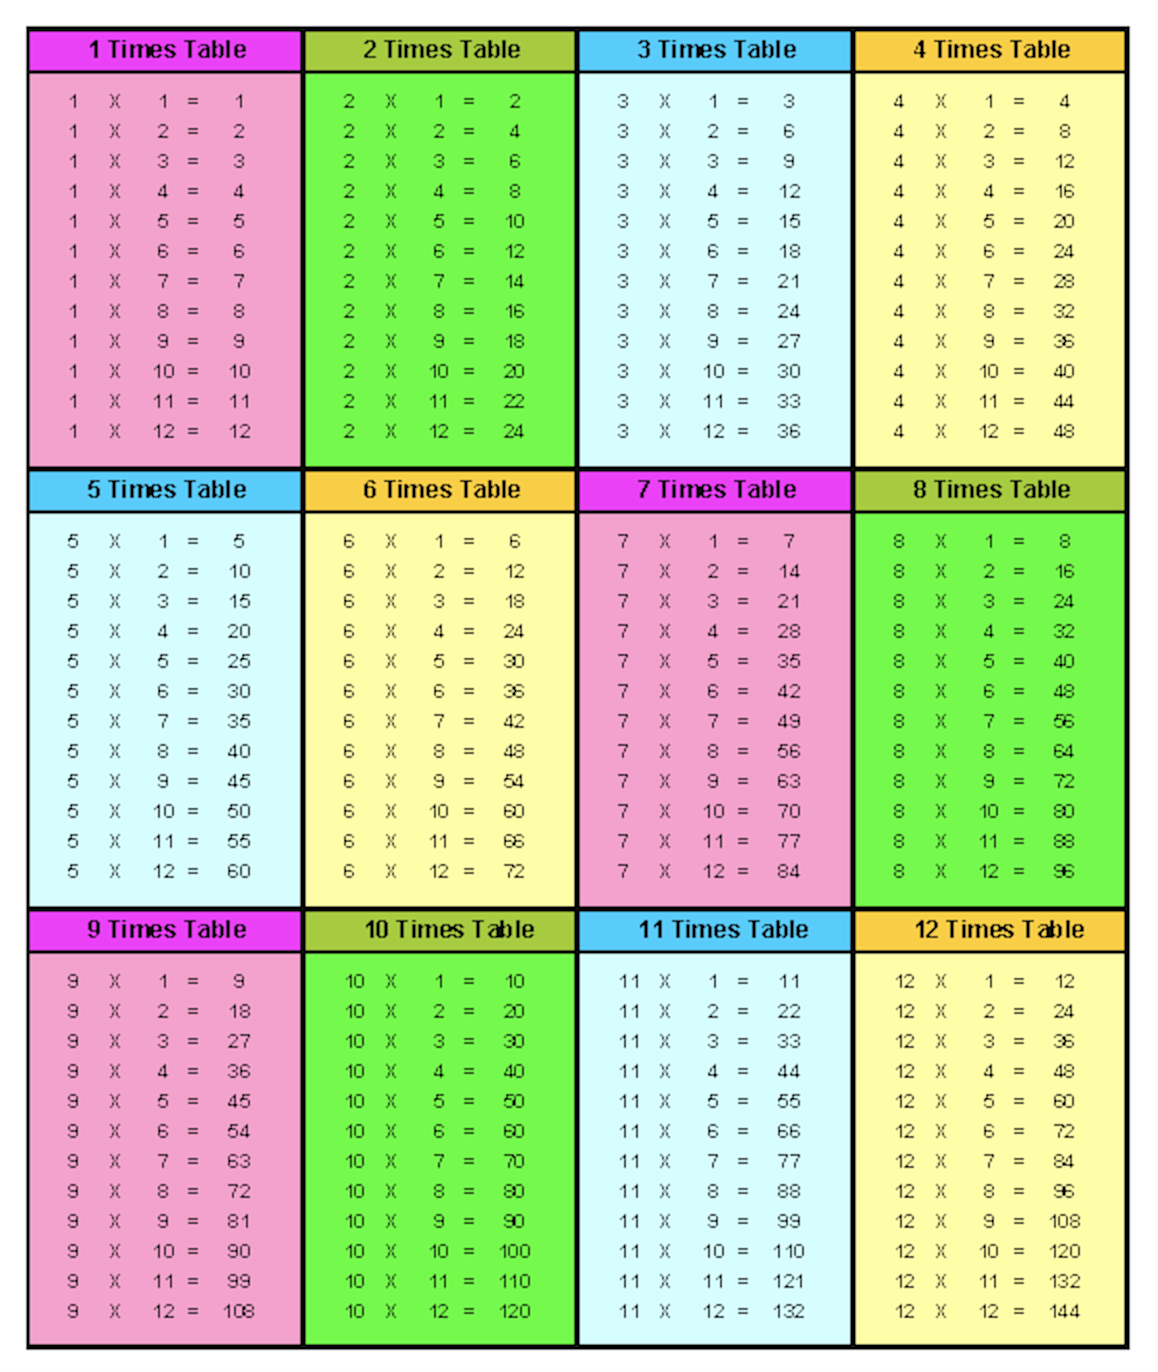 1 Times Table
1 X 1 = 1
1 X 2 = 2
1 X 3 = 3
1 X 4 = 4
1 X 5 = 5
1 X 6 = 6
1 X 7 = 7
1 X 8 = 8
1 X 9 = 9
1 X 10 = 10
1 X 11 = 11
1 X 12 = 12
2 Times Table
2 X 1 = 2
2 X 2 = 4
2 X 3 = 6
2 X 4 = 8
2 X 5 = 10
2 X 6 = 12
2 X 7 = 14
2 X 8 = 16
2 X 9 = 18
2 X 10 = 20
2 X 11 = 22
2 X 12 = 24
3 Times Table
3 X 1 = 3
3 X 2 = 6
3 X 3 = 9
3 X 4 = 12
3 X 5 = 15
3 X 6 = 18
3 X 7 = 21
3 X 8 = 24
3 X 9 = 27
3 X 10 = 30
3 X 11 = 33
3 X 12 = 36
4 Times Table
4 X 1 = 4
4 X 2 = 8
4 X 3 = 12
4 X 4 = 16
4 X 5 = 20
4 X 6 = 24
4 X 7 = 28
4 X 8 = 32
4 X 9 = 36
4 X 10 = 40
4 X 11 = 44
4 X 12 = 48
5 Times Table
5 X 1 = 5
5 X 2 = 10
5 X 3 = 15
5 X 4 = 20
5 X 5 = 25
5 X 6 = 30
5 X 7 = 35
5 X 8 = 40
5 X 9 = 45
5 X 10 = 50
5 X 11 = 55
5 X 12 = 60
6 Times Table
6 X 1 = 6
6 X 2 = 12
6 X 3 = 18
6 X 4 = 24
6 X 5 = 30
6 X 6 = 36
6 X 7 = 42
6 X 8 = 48
6 X 9 = 54
6 X 10 = 60
6 X 11 = 66
6 X 12 = 72
7 Times Table
7 X 1 = 7
7 X 2 = 14
7 X 3 = 21
7 X 4 = 28
7 X 5 = 35
7 X 6 = 42
7 X 7 = 49
7 X 8 = 56
7 X 9 = 63
7 X 10 = 70
7 X 11 = 77
7 X 12 = 84
8 Times Table
8 X 1 = 8
8 X 2 = 16
8 X 3 = 24
8 X 4 = 32
8 X 5 = 40
8 X 6 = 48
8 X 7 = 56
8 X 8 = 64
8 X 9 = 72
8 X 10 = 80
8 X 11 = 88
8 X 12 = 96
9 Times Table
9 X 1 = 9
9 X 2 = 18
9 X 3 = 27
9 X 4 = 36
9 X 5 = 45
9 X 6 = 54
9 X 7 = 63
9 X 8 = 72
9 X 9 = 81
9 X 10 = 90
9 X 11 = 99
9 X 12 = 108
10 Times Table
10 X 1 = 10
10 X 2 = 20
10 X 3 = 30
10 X 4 = 40
10 X 5 = 50
10 X 6 = 60
10 X 7 = 70
10 X 8 = 80
10 X 9 = 90
10 X 10 = 100
10 X 11 = 110
10 X 12 = 120
11 Times Table
11 X 1 = 11
11 X 2 = 22
11 X 3 = 33
11 X 4 = 44
11 X 5 = 55
11 X 6 = 66
11 X 7 = 77
11 X 8 = 88
11 X 9 = 99
11 X 10 = 110
11 X 11 = 121
11 X 12 = 132
12 Times Table
12 X 1 = 12
12 X 2 = 24
12 X 3 = 36
12 X 4 = 48
12 X 5 = 60
12 X 6 = 72
12 X 7 = 84
12 X 8 = 96
12 X 9 = 108
12 X 10 = 120
12 X 11 = 132
12 X 12 = 144